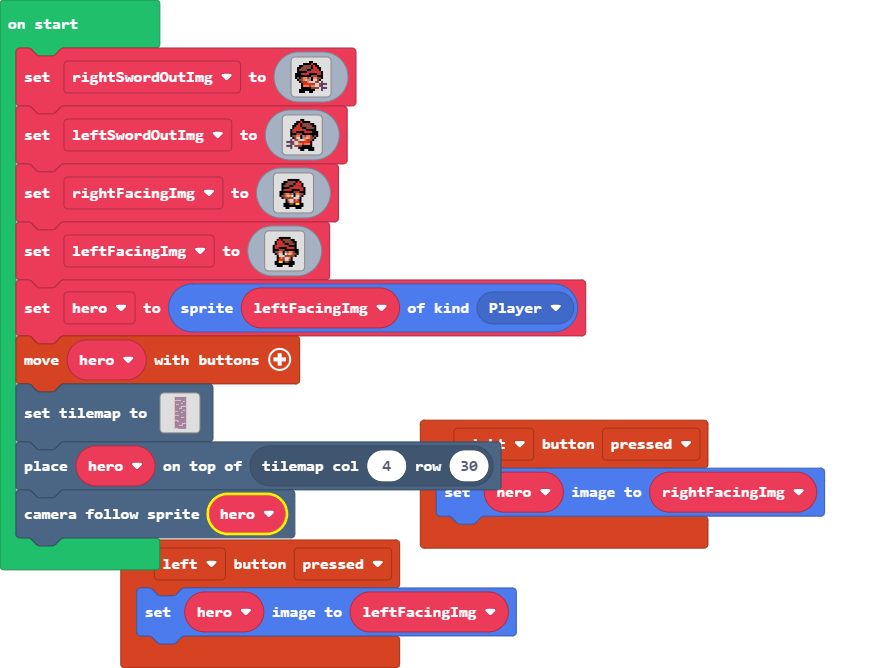 on start
set rightSwordOutImg to
set leftSwordOutImg to
set rightFacingImg to
set leftFacingImg to
set hero to sprite leftFacingImg of kind Player
move hero with buttons
set tilemap to
button pressed
place hero on top of tilemap col 4 row 30
set hero image to rightFacingImg
camera follow sprite hero
left button pressed
set hero image to leftFacingImg